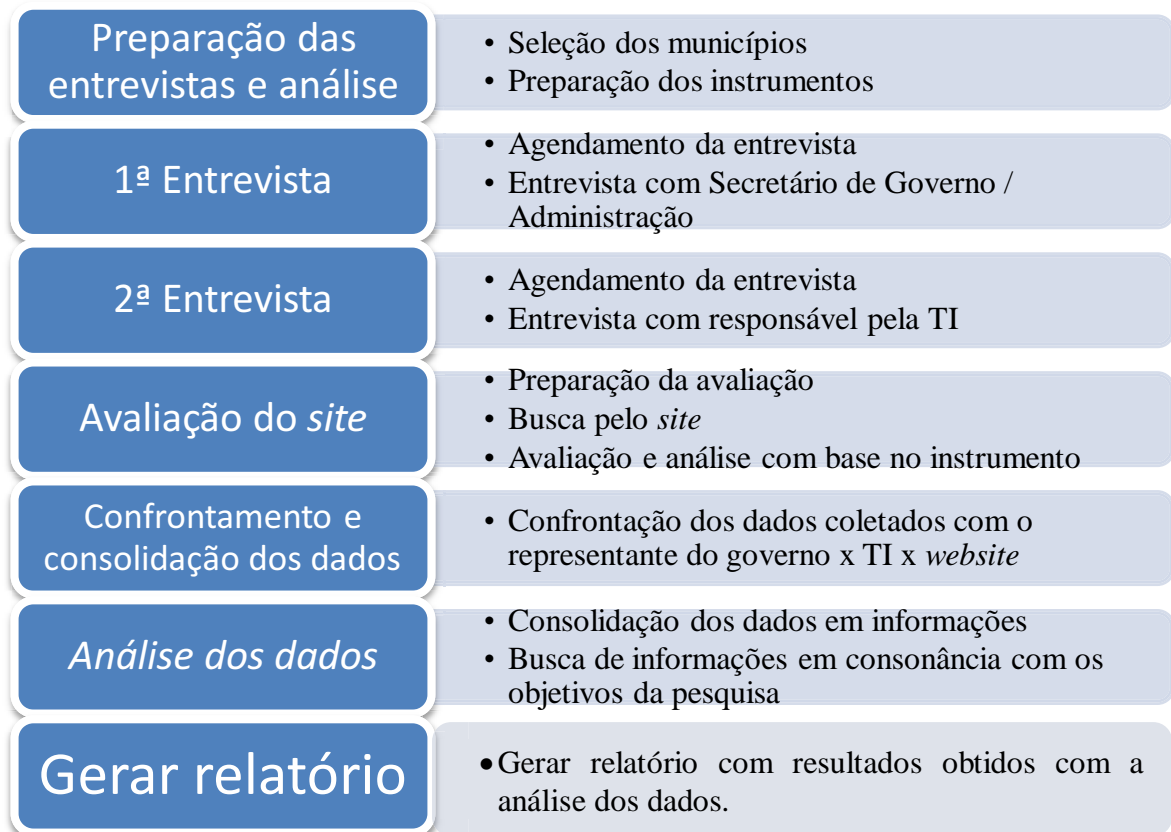 Preparação das
entrevistas e análise
• Seleção dos municípios
• Preparação dos instrumentos
1ª Entrevista
• Agendamento da entrevista
• Entrevista com Secretário de Governo /
Administração
2ª Entrevista
• Agendamento da entrevista
• Entrevista com responsável pela TI
Avaliação do site
• Preparação da avaliação
• Busca pelo site
• Avaliação e análise com base no instrumento
Confrontamento e
consolidação dos dados
• Confrontação dos dados coletados com o
representante do governo x TI x website
Análise dos dados
• Consolidação dos dados em informações
• Busca de informações em consonância com os
objetivos da pesquisa
Gerar relatório
• Gerar relatório com resultados obtidos com a
análise dos dados.